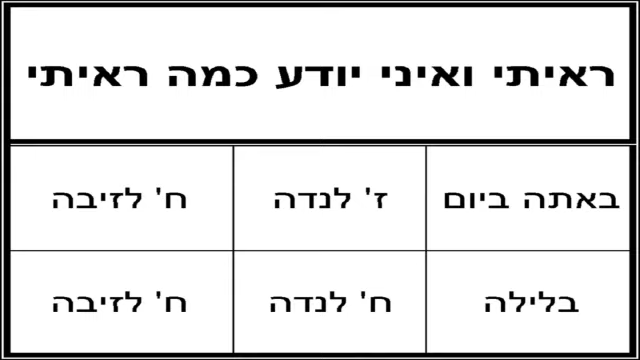 ראיתי ואיני יודע כמה ראיתי
באתה ביום ז' לנדה ח' לזיבה
בלילה ח' לנדה ח' לזיבה